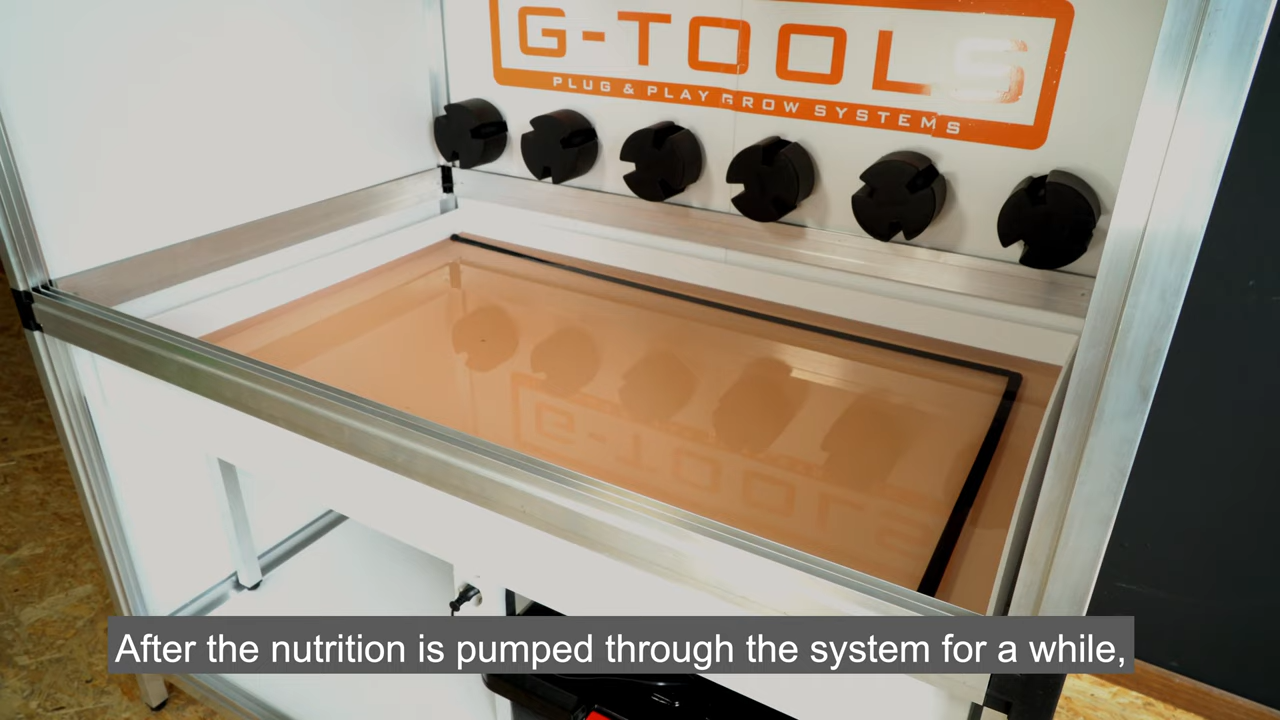 G-TOOLS
PLUG & PLAY GROW SYSTEMS
After the nutrition is pumped through the system for a while,